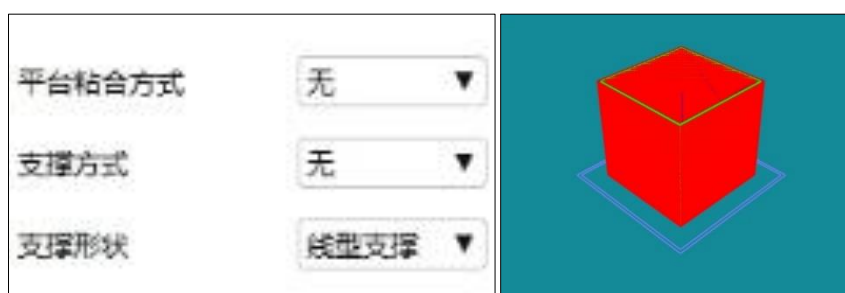 平台粘合方式 无 ▼
支撑方式 无 ▼
支撑形状 线型支撑 ▼